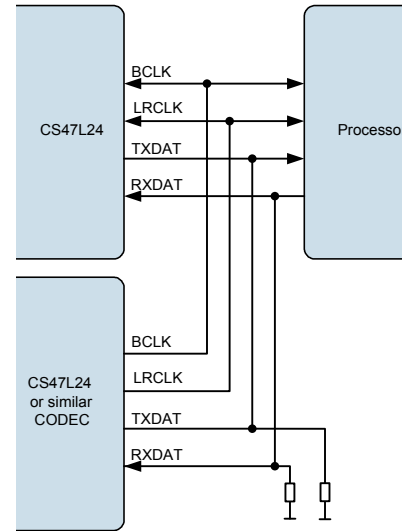 BCLK
LRCLK
CS47L24
Processo
TXDAT
RXDAT
BCLK
CS47L24
or similar
CODEC
LRCLK
TXDAT
RXDAT